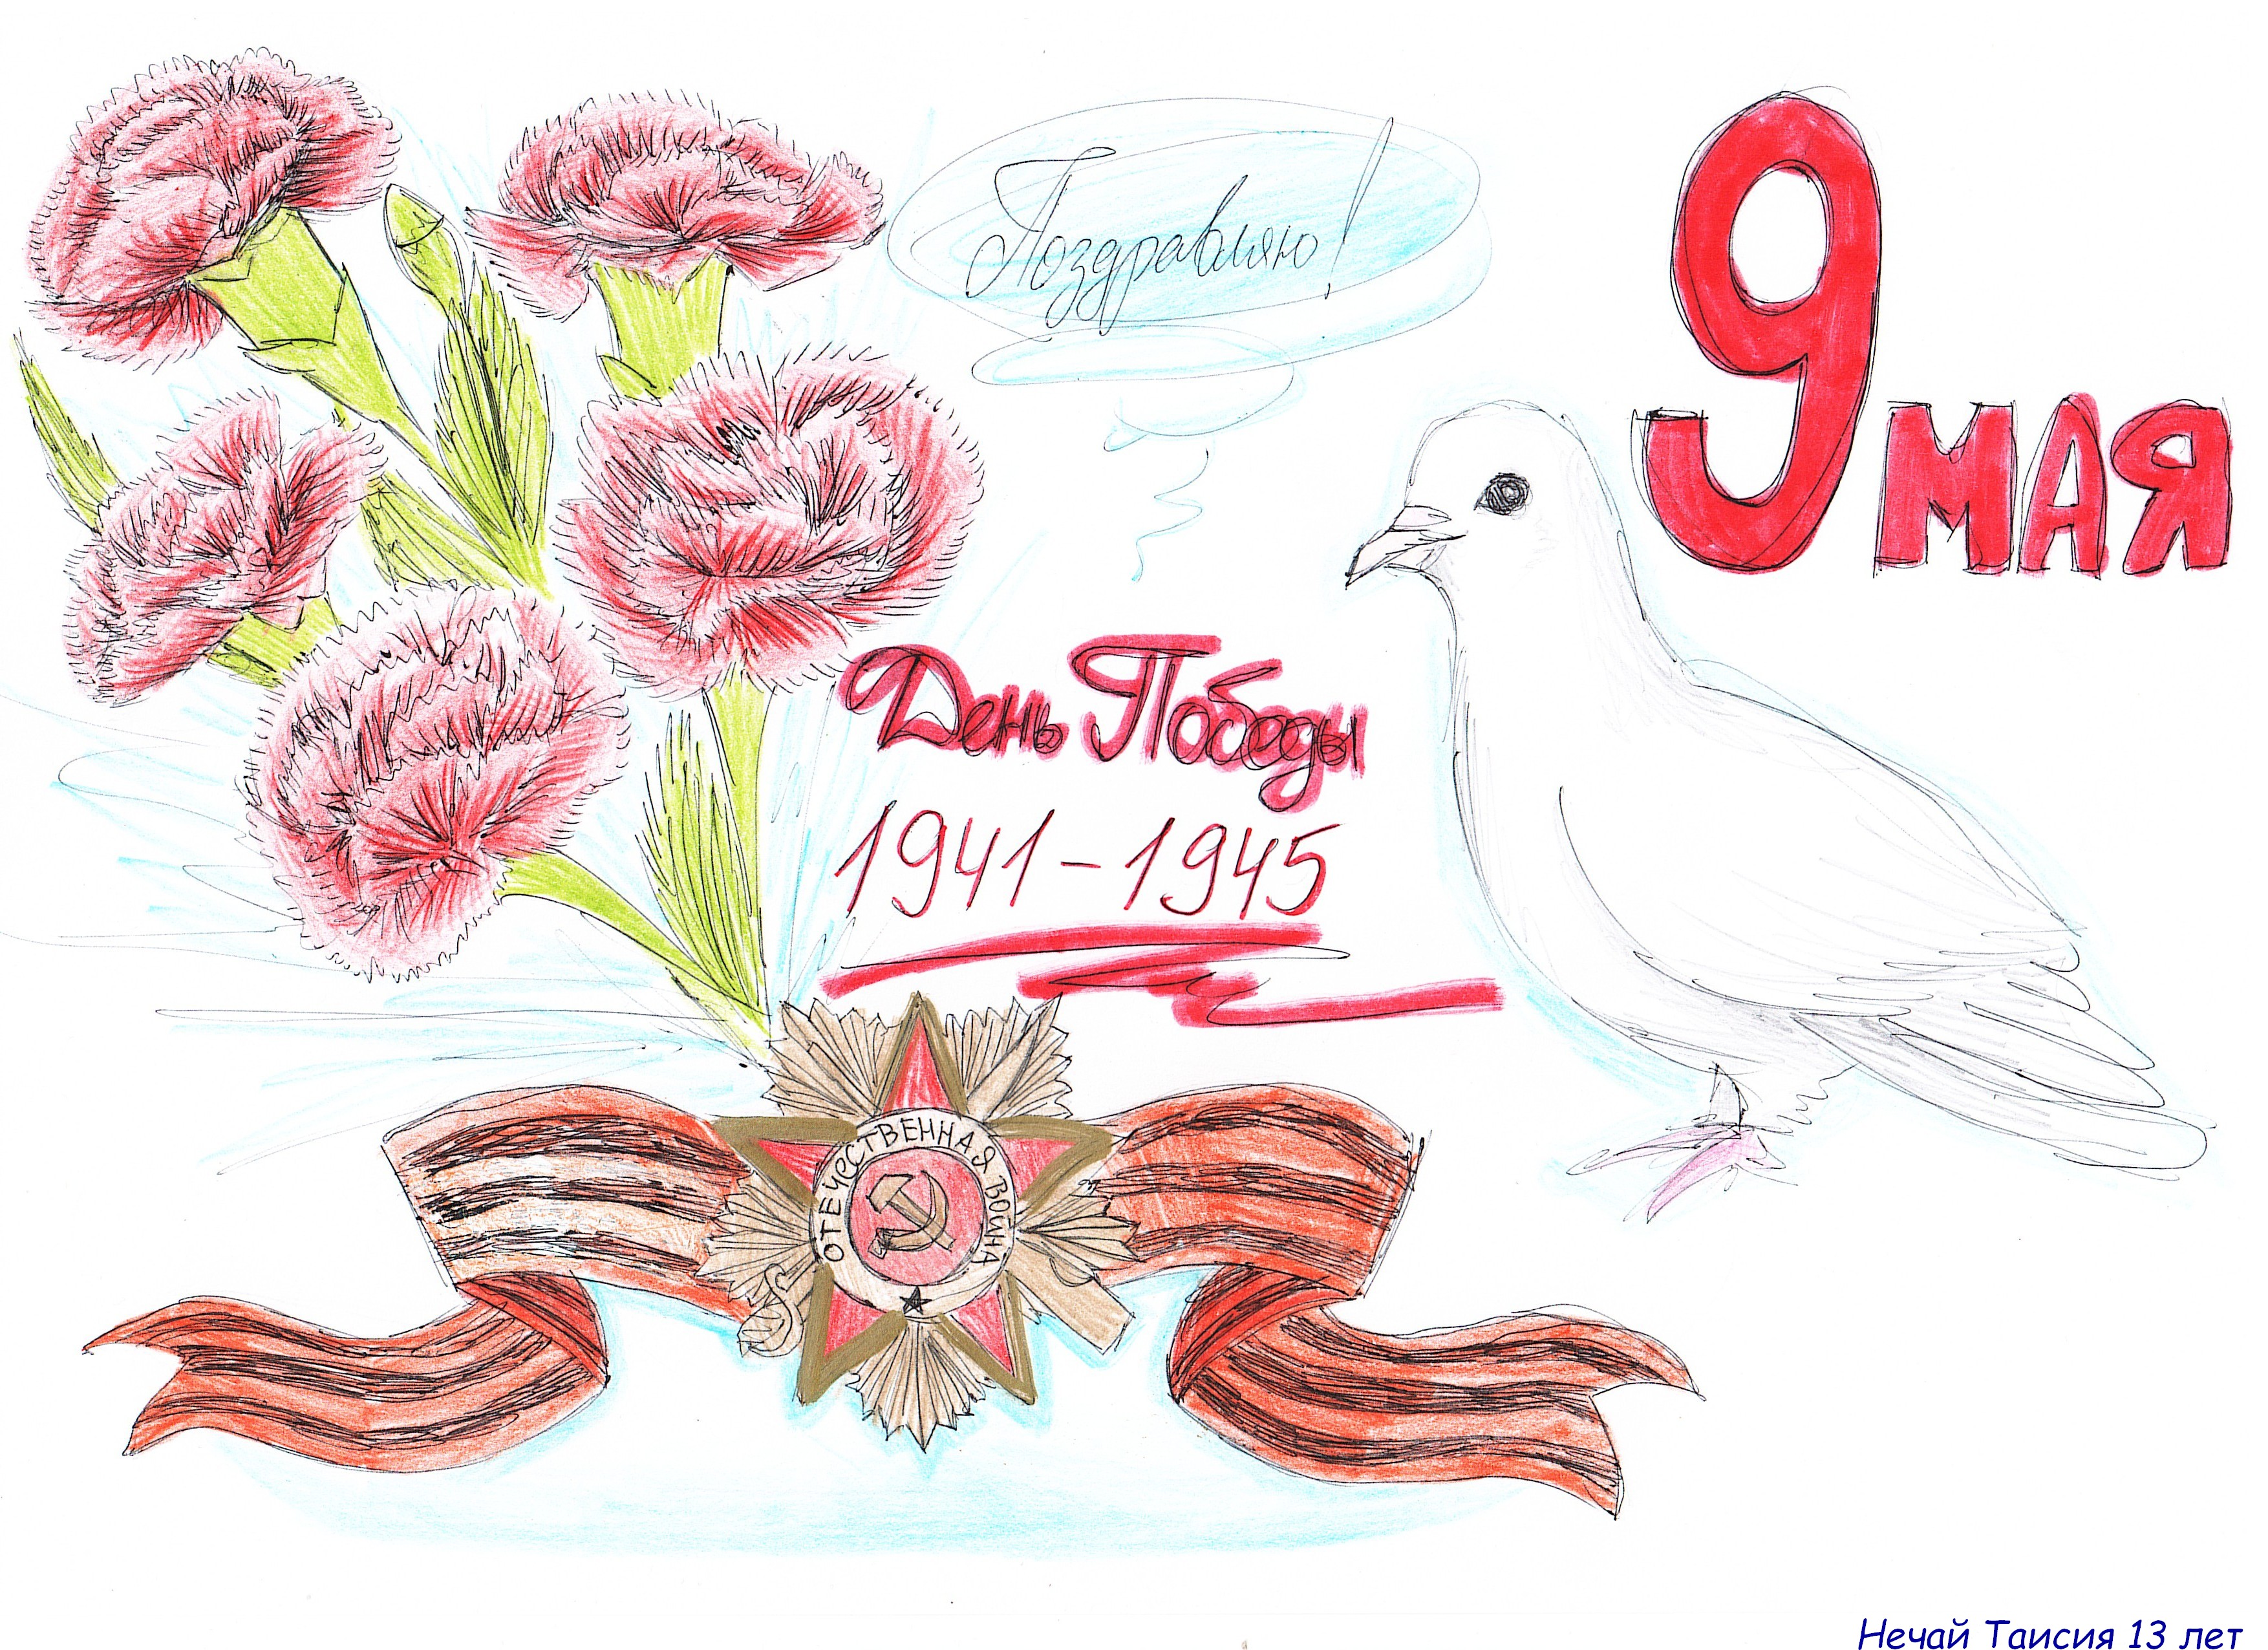 Поздравляю!
9 МАЯ
День Победы
1941-1945
ОТЕЧЕСТВЕННАЯ ВОЙНА
Нечай Таисия 13 лет